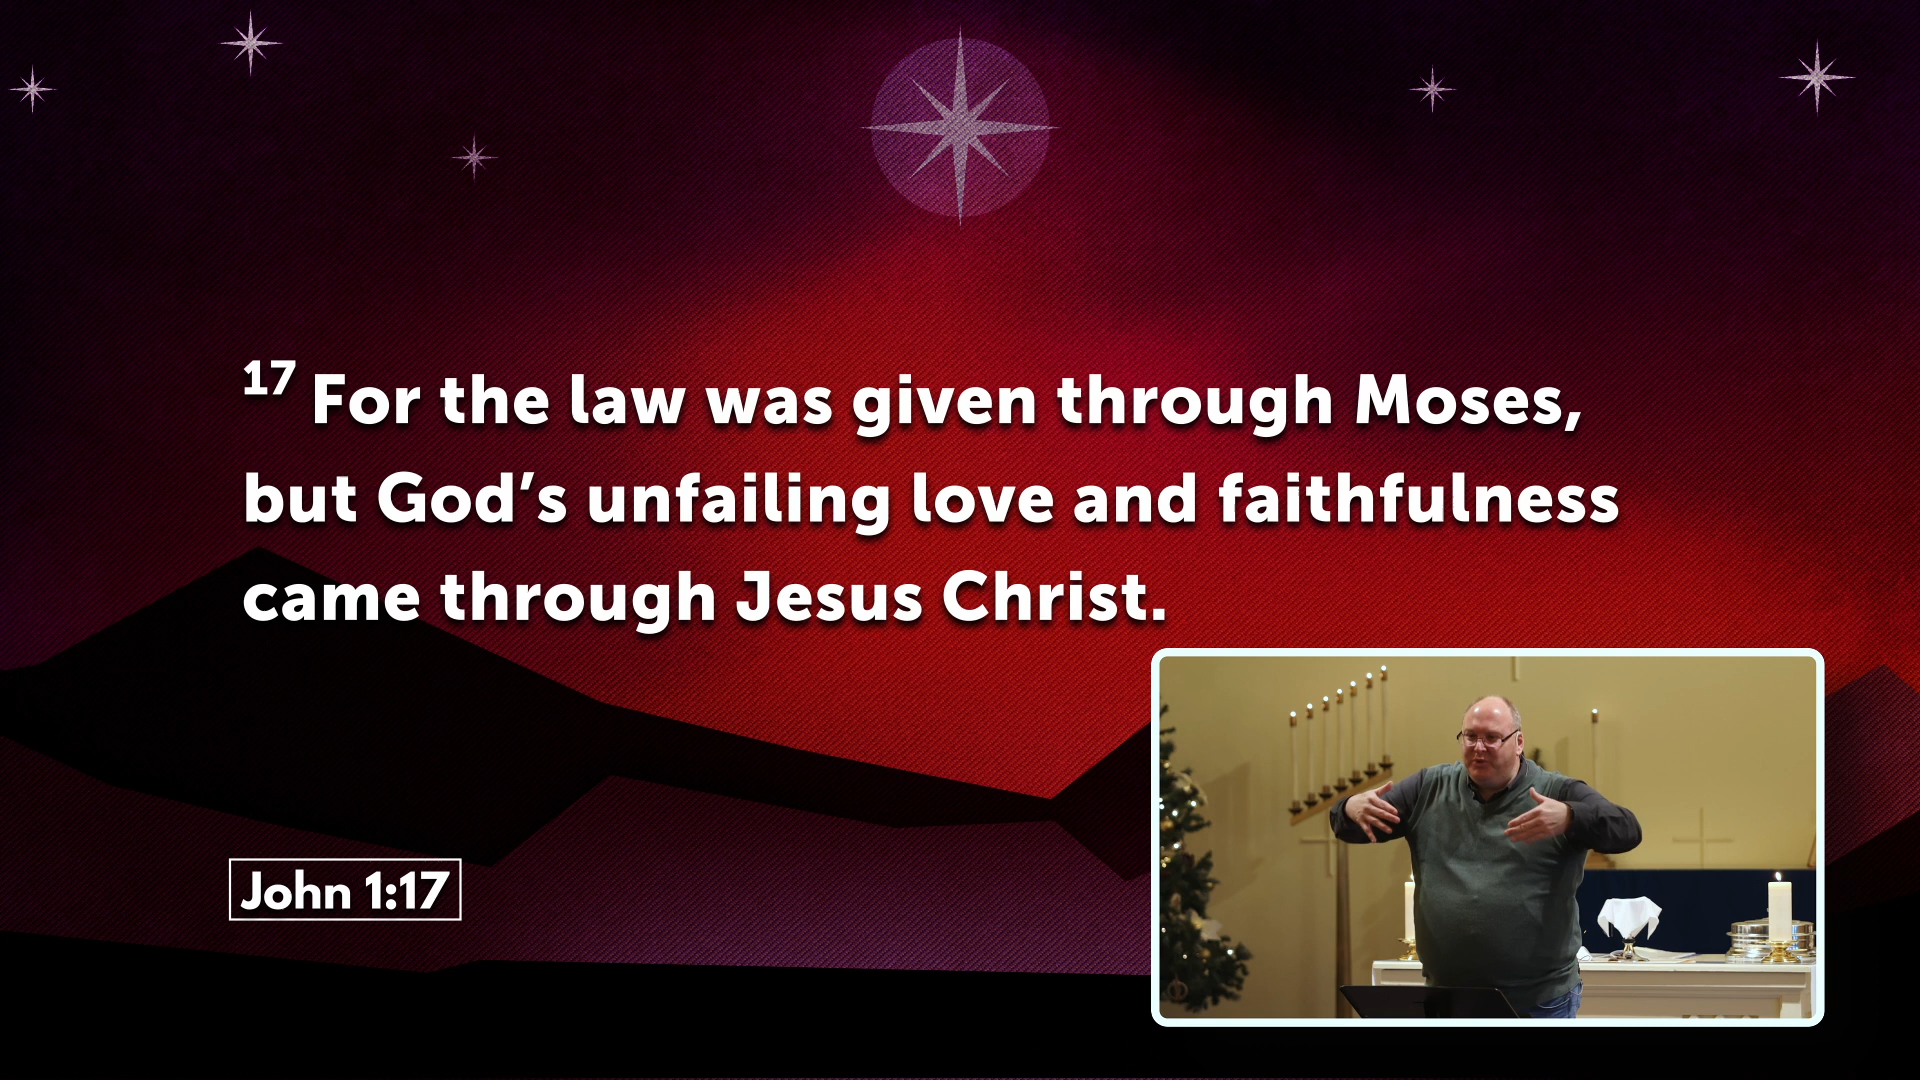 17 For the law was given through Moses,
but God’s unfailing love and faithfulness
came through Jesus Christ.
John 1:17